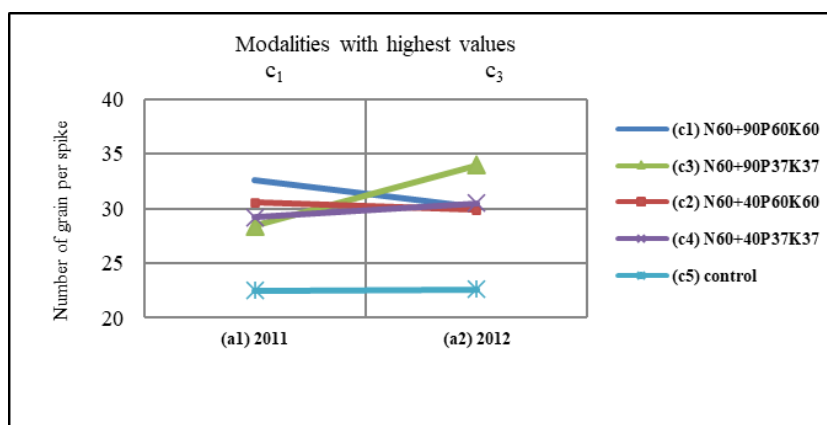 Modalities with highest values
c₁ c₃
40
35
30
25
20
Number of grain per spike
(a1) 2011 (a2) 2012
(c1) N60+90P60K60
(c3) N60+90P37K37
(c2) N60+40P60K60
(c4) N60+40P37K37
(c5) control